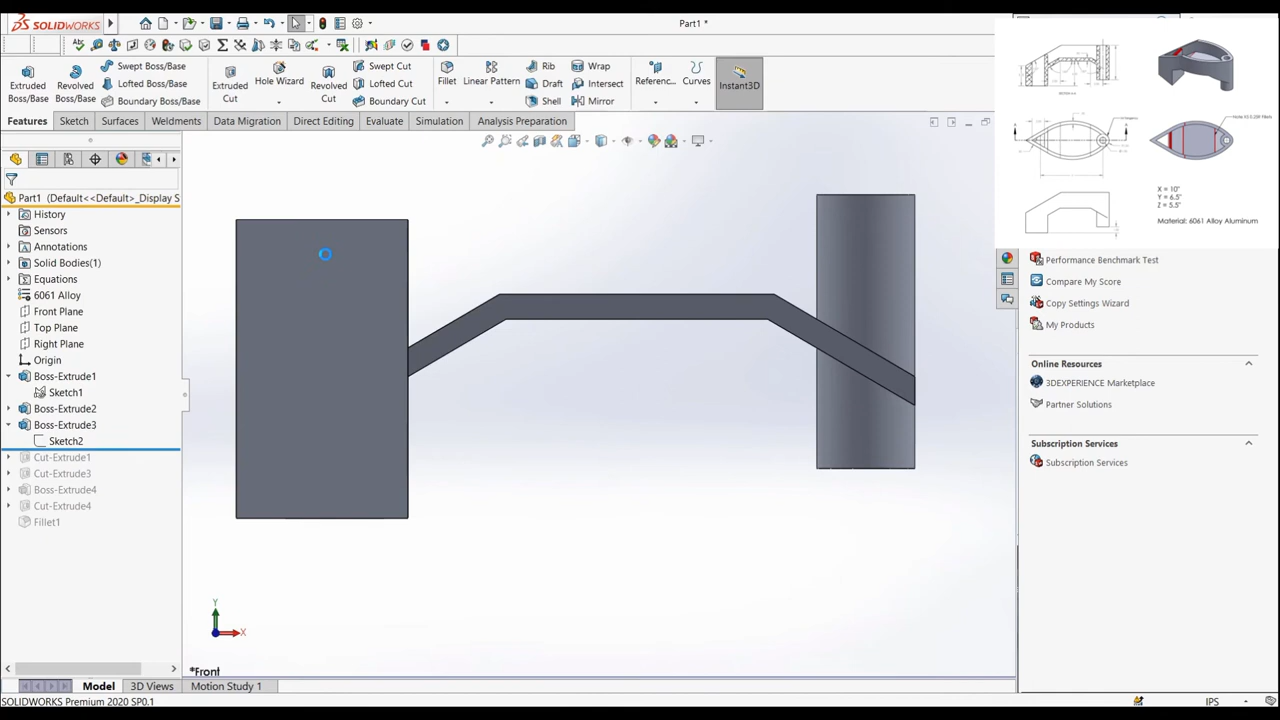 SOLIDWORKS
Part1 *
Extruded Boss/Base
Revolved Boss/Base
Swept Boss/Base
Lofted Boss/Base
Boundary Boss/Base
Extruded Cut
Hole Wizard
Revolved Cut
Swept Cut
Lofted Cut
Boundary Cut
Fillet
Linear Pattern
Rib
Draft
Shell
Wrap
Intersect
Mirror
Referenc...
Curves
Instant3D
Features
Sketch
Surfaces
Weldments
Data Migration
Direct Editing
Evaluate
Simulation
Analysis Preparation
Part1 (Default<<Default>_Display S
History
Sensors
Annotations
Solid Bodies(1)
Equations
6061 Alloy
Front Plane
Top Plane
Right Plane
Origin
Boss-Extrude1
Sketch1
Boss-Extrude2
Boss-Extrude3
Sketch2
Cut-Extrude1
Cut-Extrude3
Boss-Extrude4
Cut-Extrude4
Fillet1
Y
X
*Front
X = 10"
Y = 6.5"
Z = 5.5"
Material: 6061 Alloy Aluminum
Performance Benchmark Test
Compare My Score
Copy Settings Wizard
My Products
Online Resources
3DEXPERIENCE Marketplace
Partner Solutions
Subscription Services
Subscription Services
Model
3D Views
Motion Study 1
SOLIDWORKS Premium 2020 SP0.1
IPS